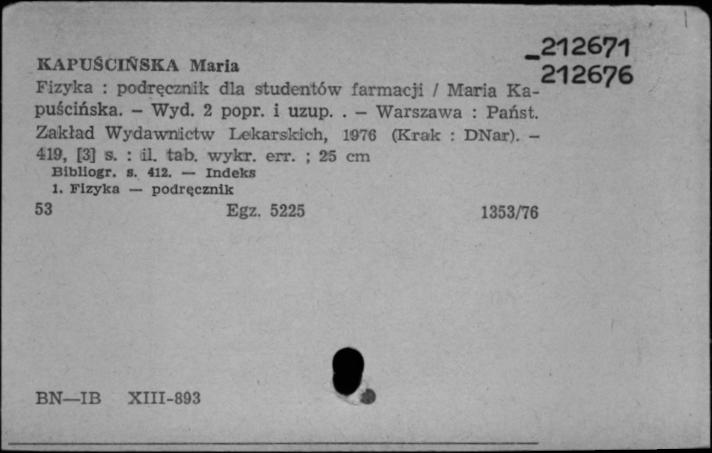 212671
KAPUŚCIŃSKA Maria
212676
Fizyka : podręcznik dla studentów farmacji / Maria Ka-
puścińska. – Wyd. 2 popr. i uzup. . – Warszawa : Państ.
Zakład Wydawnictw Lekarskich, 1976 (Krak : DNar). –
419, [3] s. : il. tab. wykr. err. ; 25 cm
Bibliogr. s. 412. — Indeks
1. Fizyka — podręcznik
53 Egz. 5225 1353/76
BN—IB XIII-893